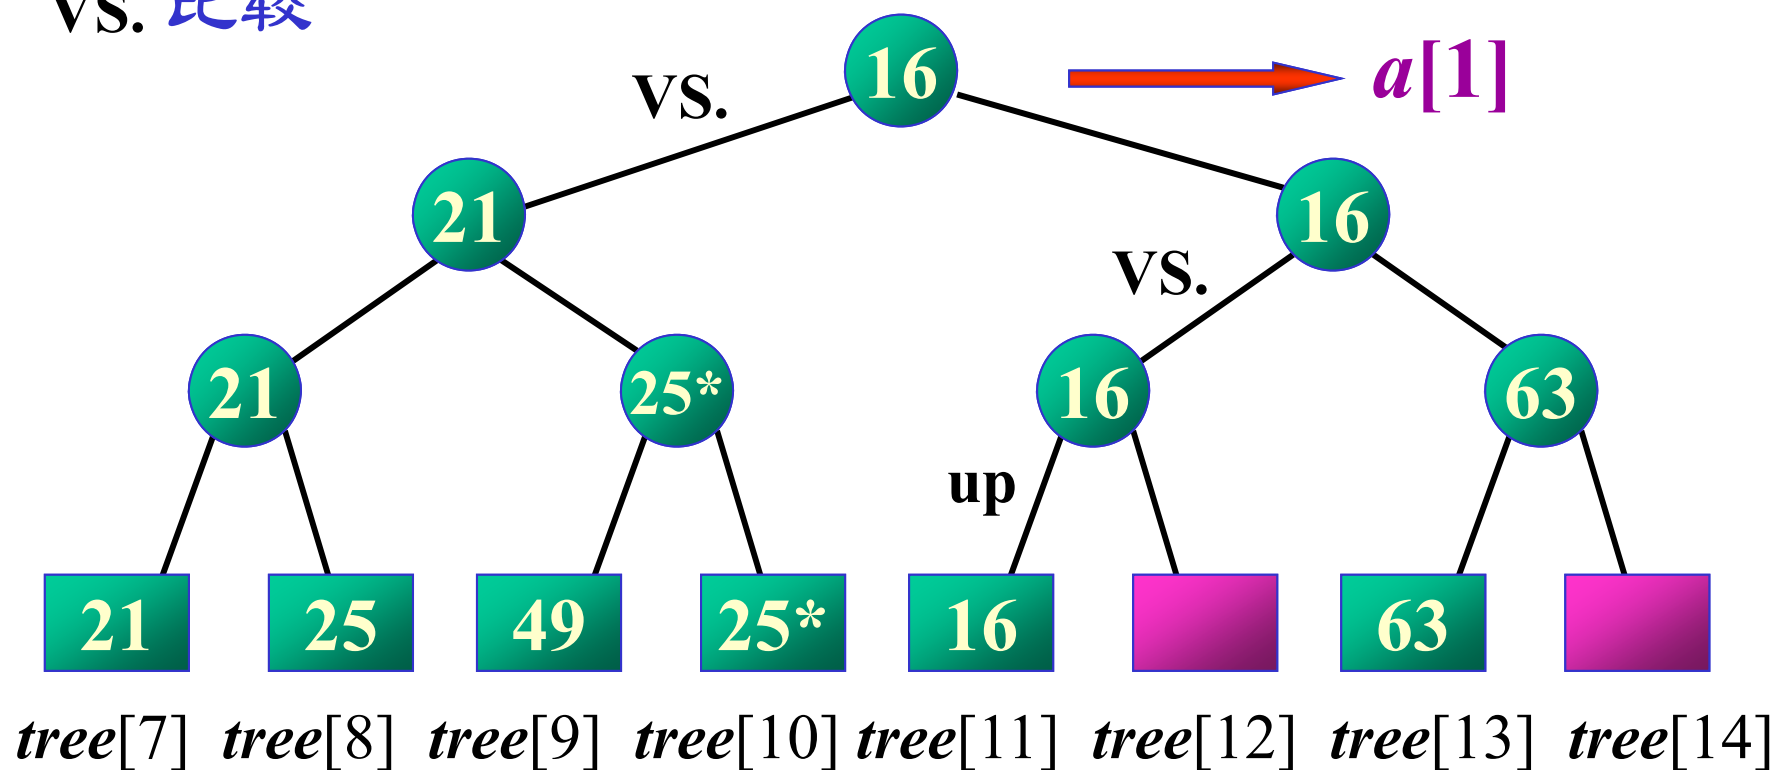 VS. 比较
16 a[1]
VS.
21 16
VS.
21 25* 16 63
up
21 25 49 25* 16 63
tree[7] tree[8] tree[9] tree[10] tree[11] tree[12] tree[13] tree[14]